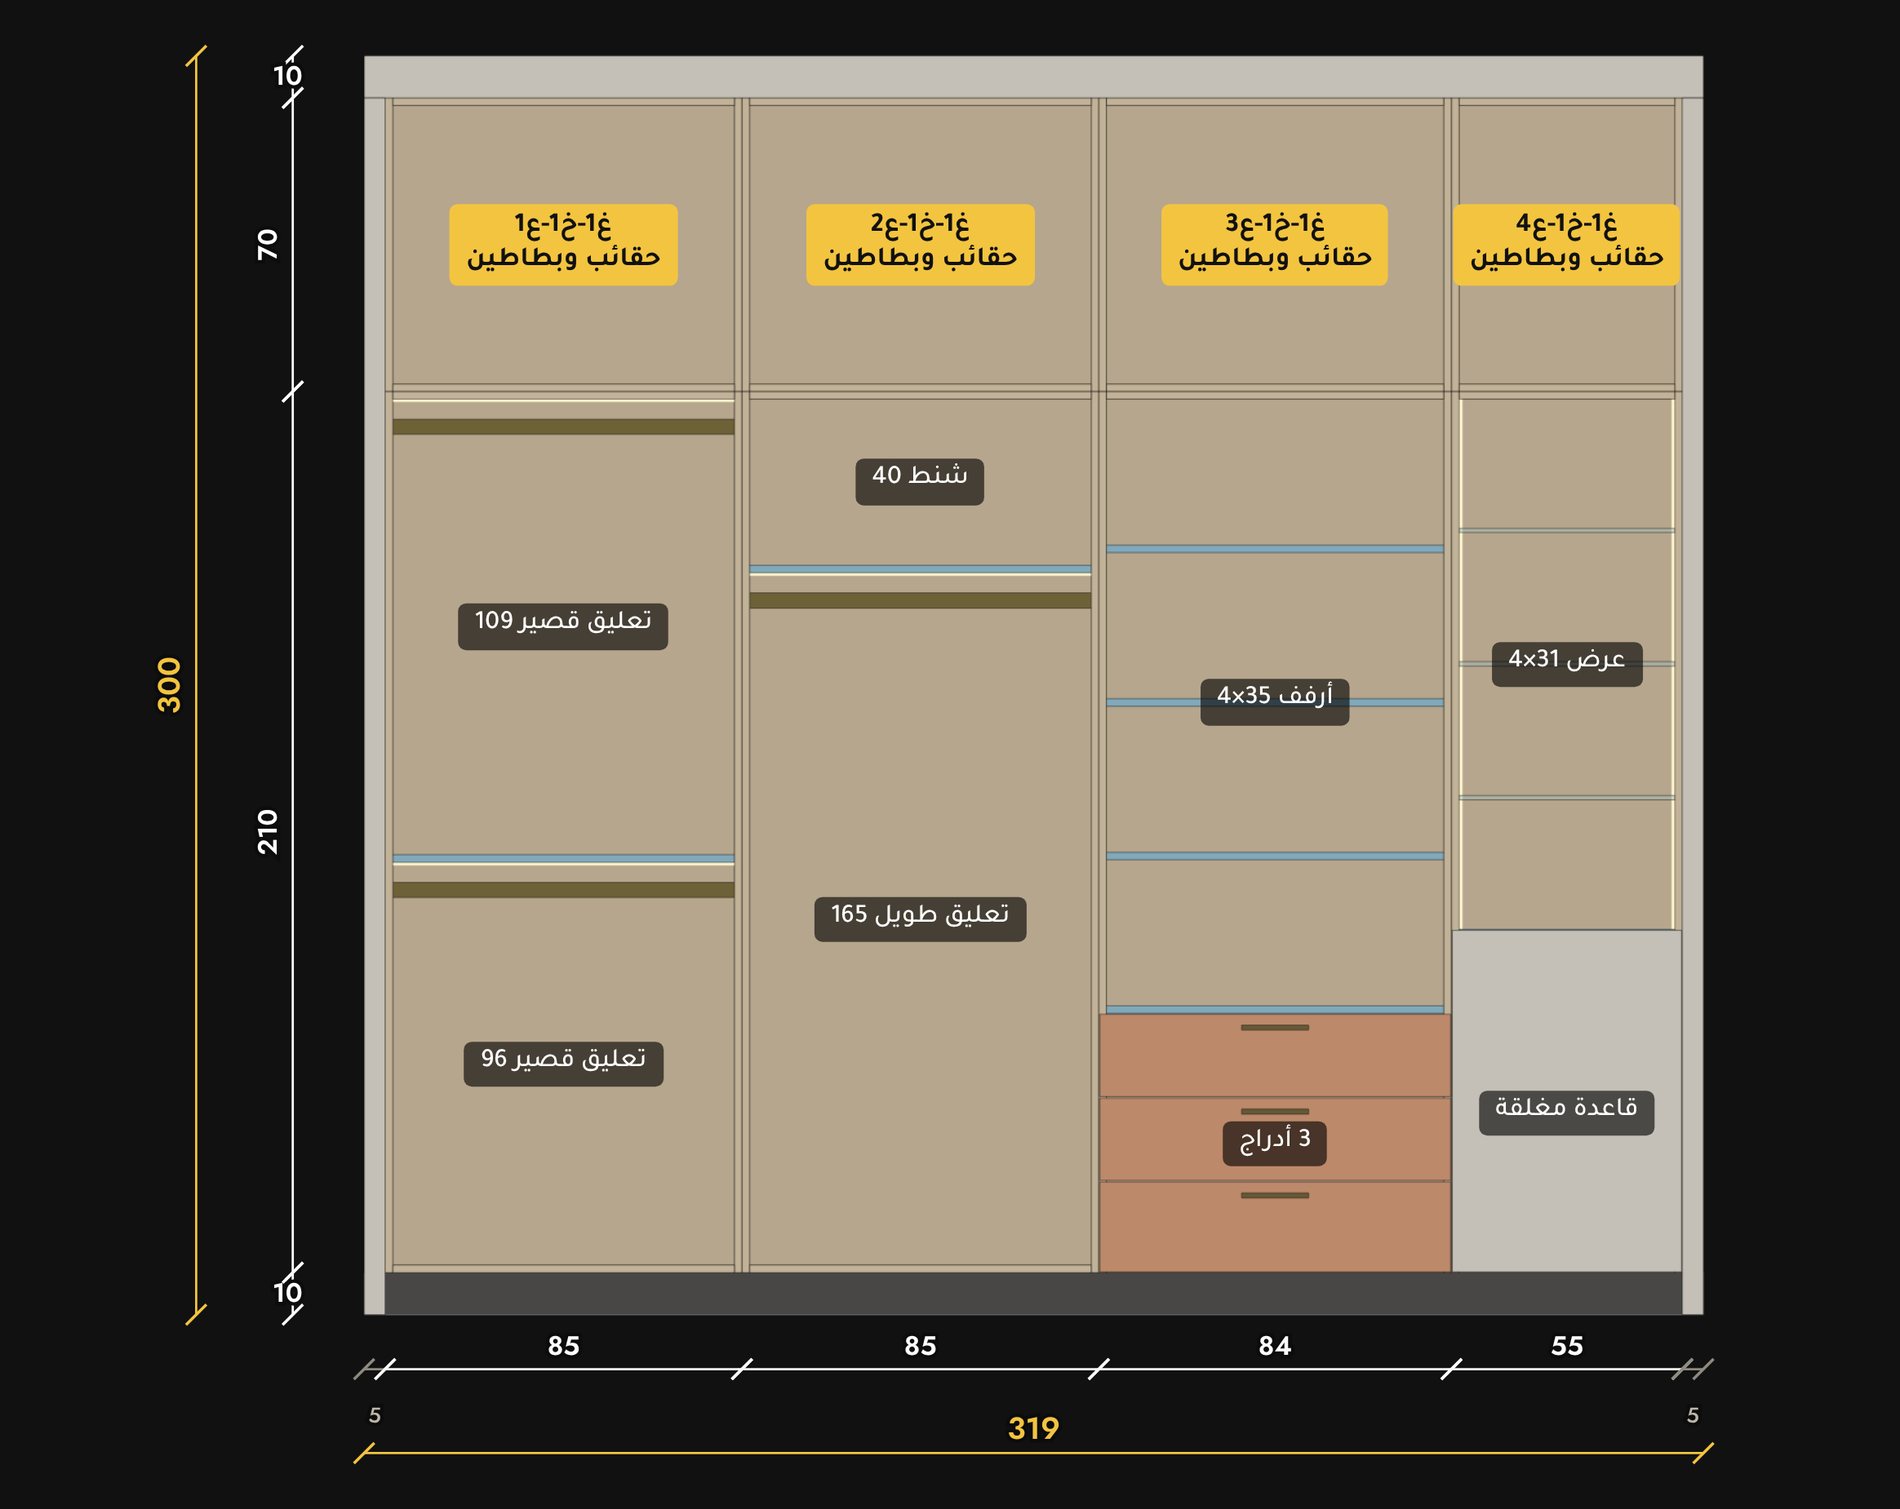 10
غ1-خ1-ع1
حقائب وبطاطين
غ1-خ1-ع2
حقائب وبطاطين
غ1-خ1-ع3
حقائب وبطاطين
غ1-خ1-ع4
حقائب وبطاطين
70
شنط 40
تعليق قصير 109
عرض 31×4
أرفف 35×4
300
210
تعليق طويل 165
تعليق قصير 96
3 أدراج
قاعدة مغلقة
10
85
85
84
55
5
319
5